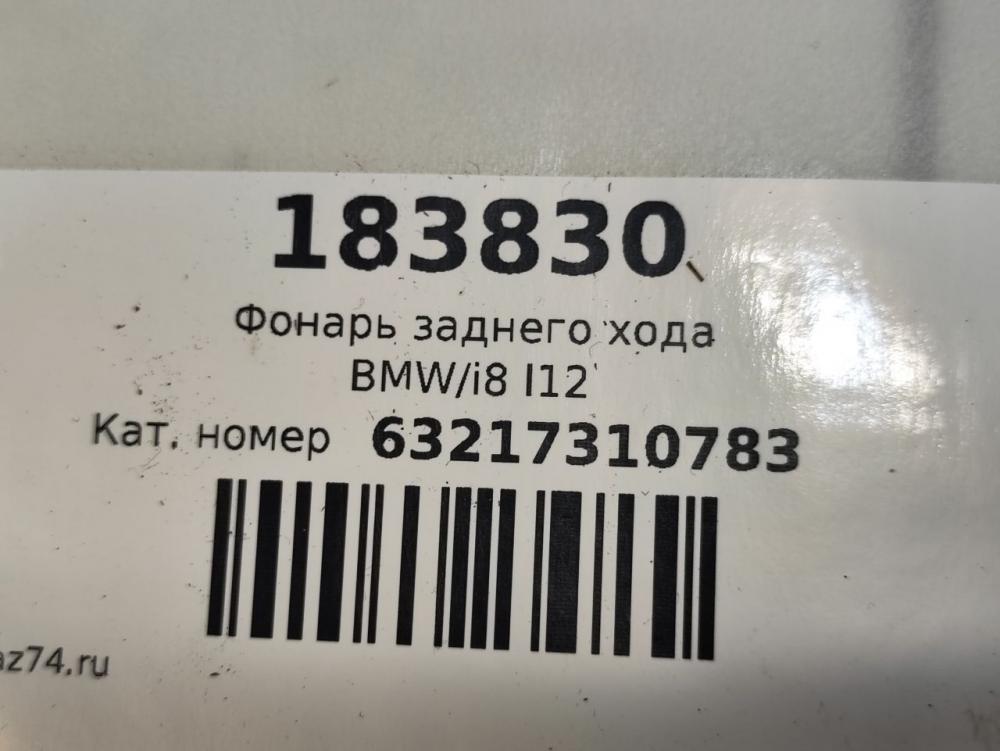 183830
Фонарь заднего хода
BMW/i8 I12
Кат. номер 63217310783
az74.ru